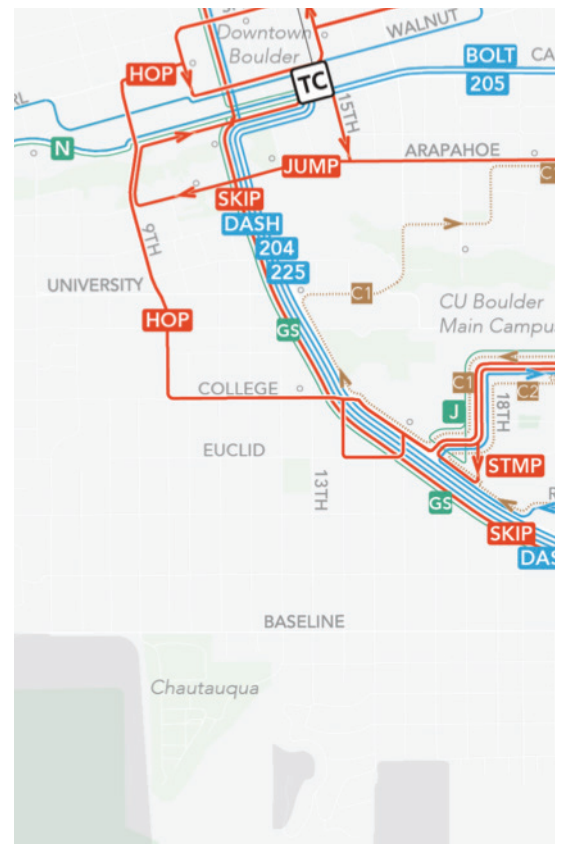 Downtown
Boulder
WALNUT
BOLT
205
HOP
TC
15TH
N
ARAPAHOE
JUMP
SKIP
DASH
204
225
9TH
UNIVERSITY
C1
CU Boulder
Main Campus
HOP
GS
COLLEGE
C1
C2
J
18TH
EUCLID
13TH
STMP
GS
SKIP
DAS
BASELINE
Chautauqua